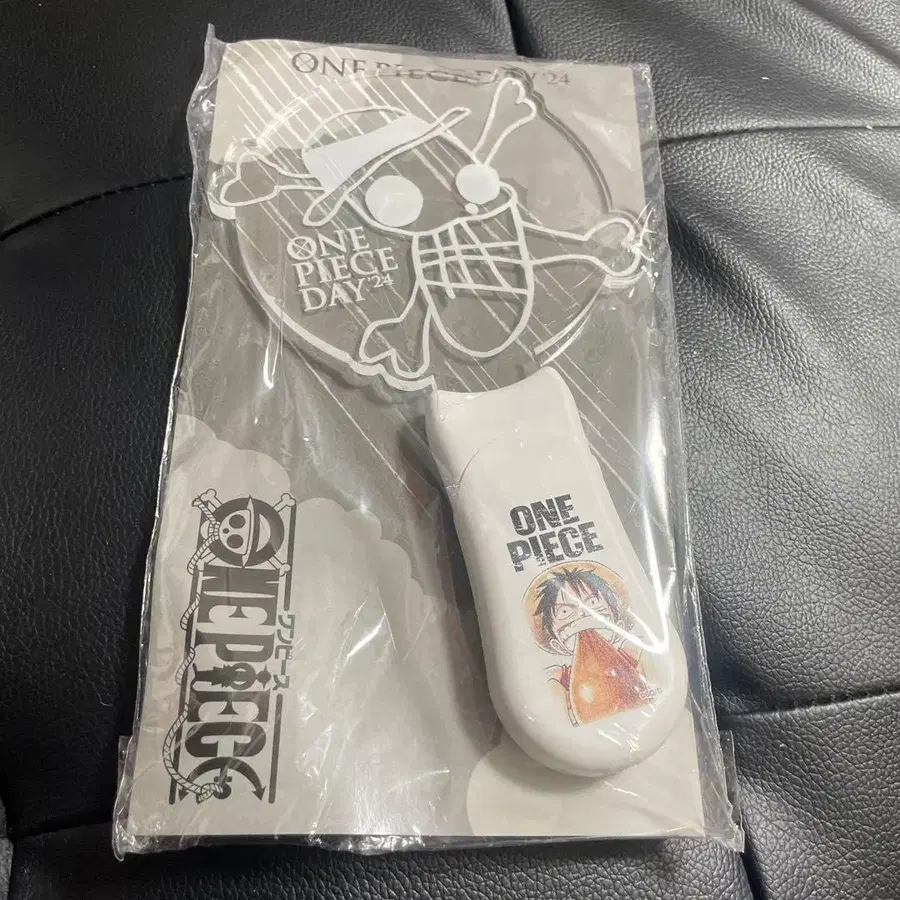 ONE PIECE DAY'24
ONE
PIECE
DAY'24
ONE
PIECE
ONE PIECE
ワンピース